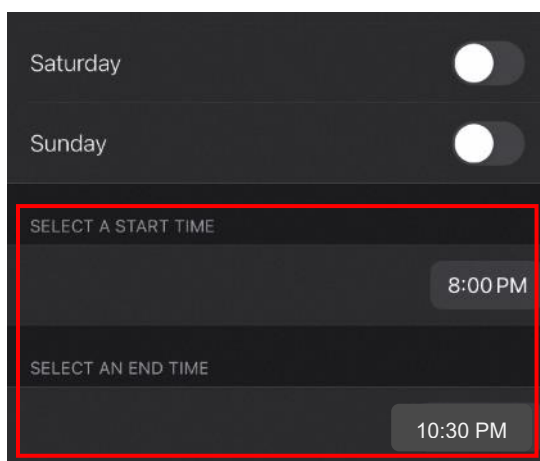 Saturday
Sunday
SELECT A START TIME
8:00 PM
SELECT AN END TIME
10:30 PM